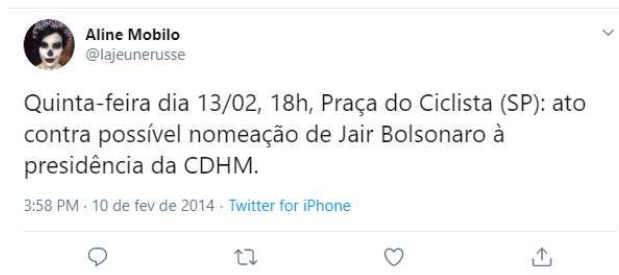 Aline Mobilo
@lajeunerusse
Quinta-feira dia 13/02, 18h, Praça do Ciclista (SP): ato
contra possível nomeação de Jair Bolsonaro à
presidência da CDHM.
3:58 PM · 10 de fev de 2014 · Twitter for iPhone